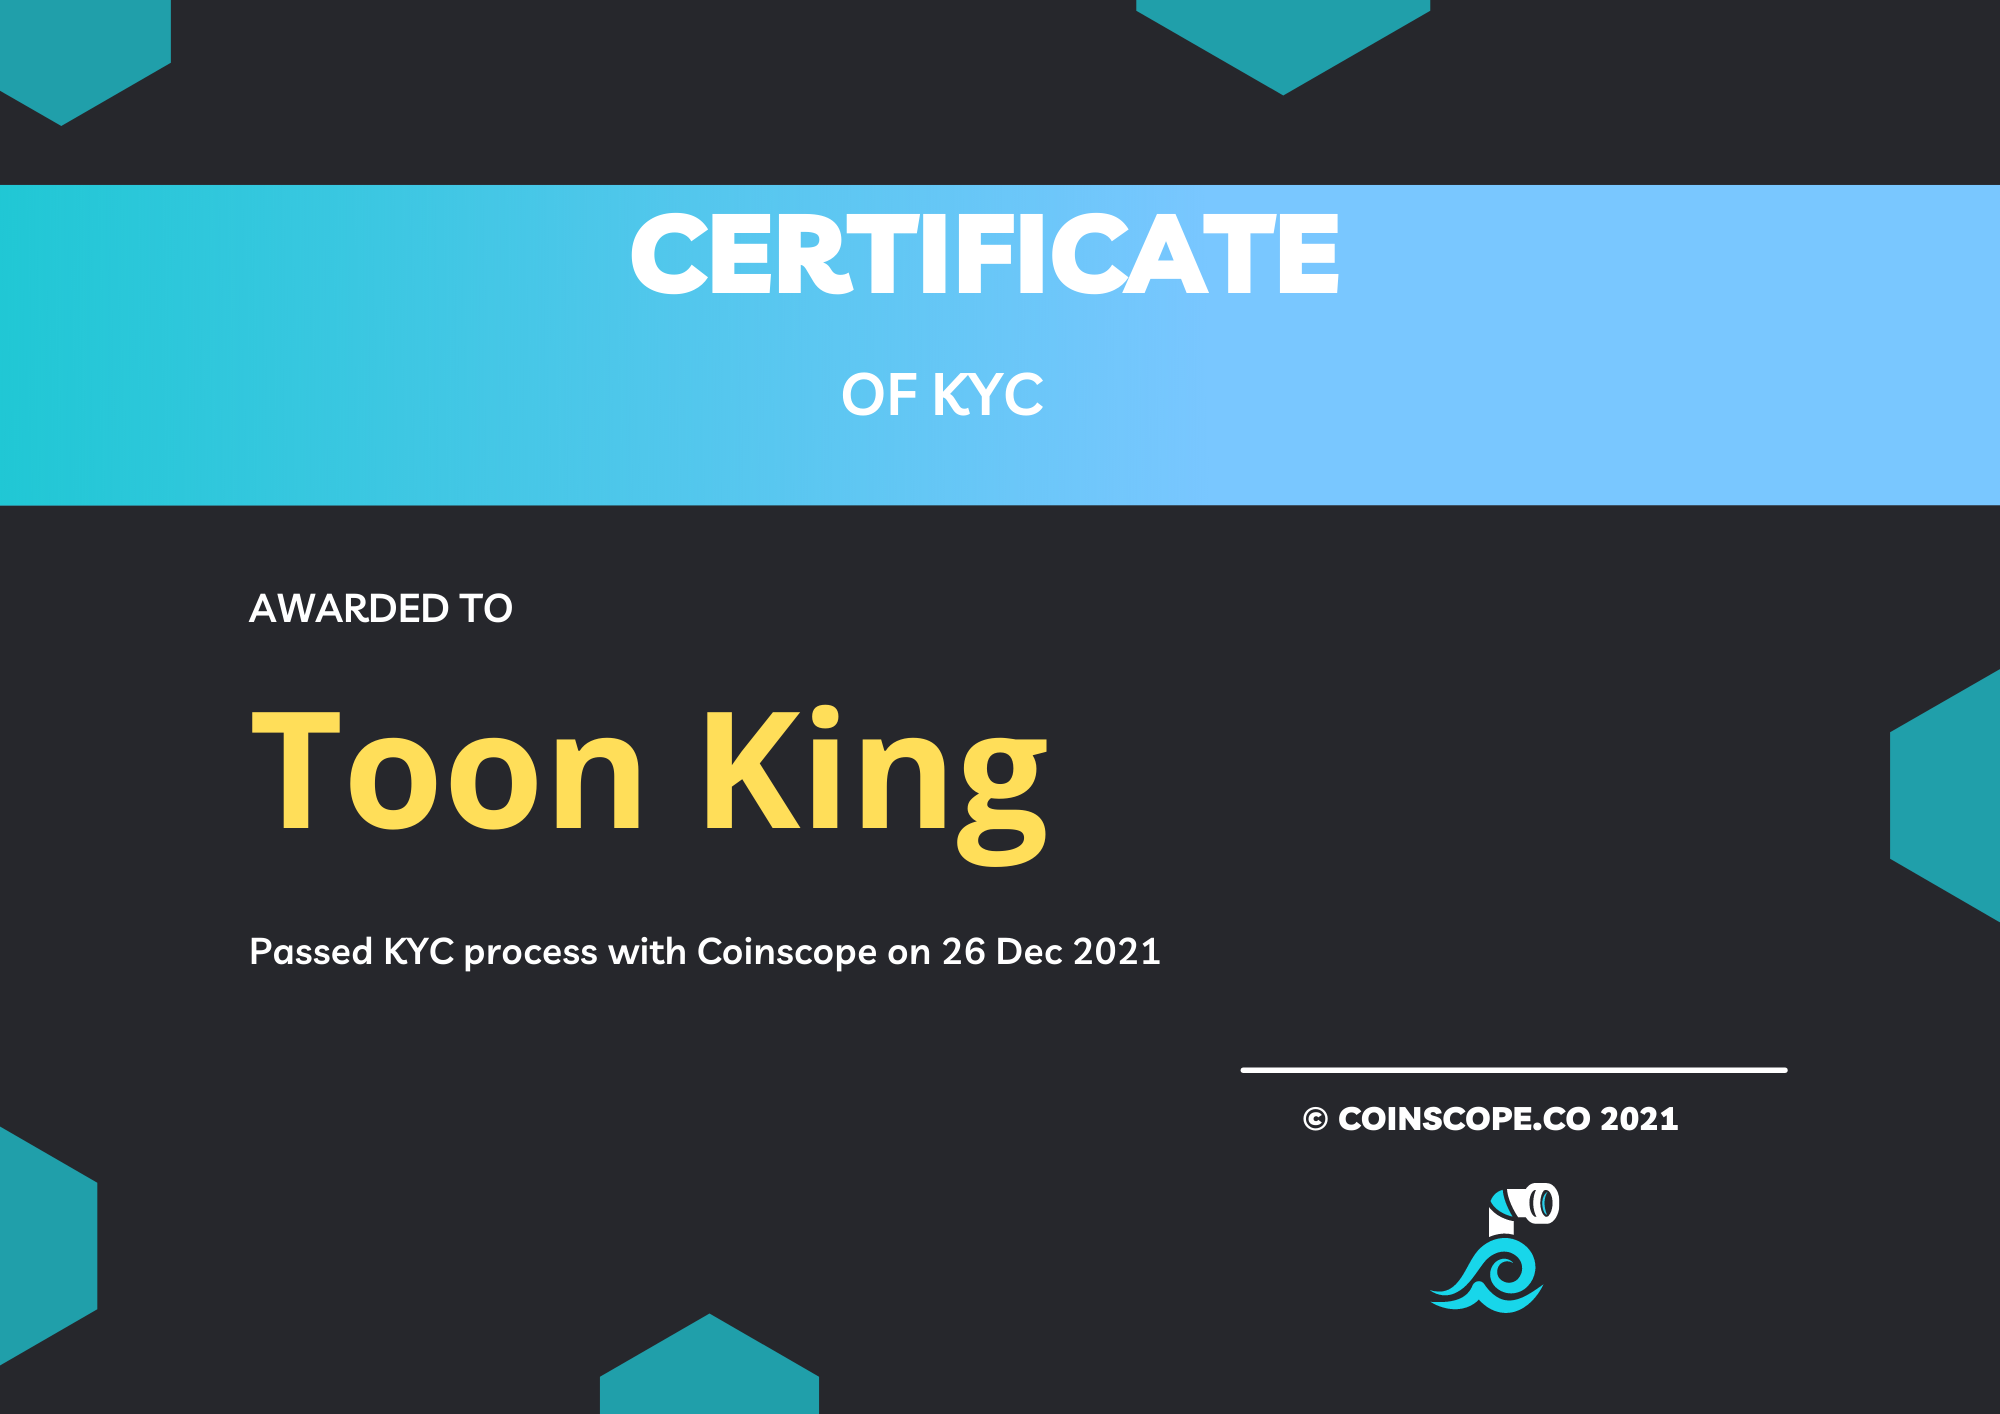 CERTIFICATE
OF KYC
AWARDED TO
Toon King
Passed KYC process with Coinscope on 26 Dec 2021
© COINSCOPE.CO 2021